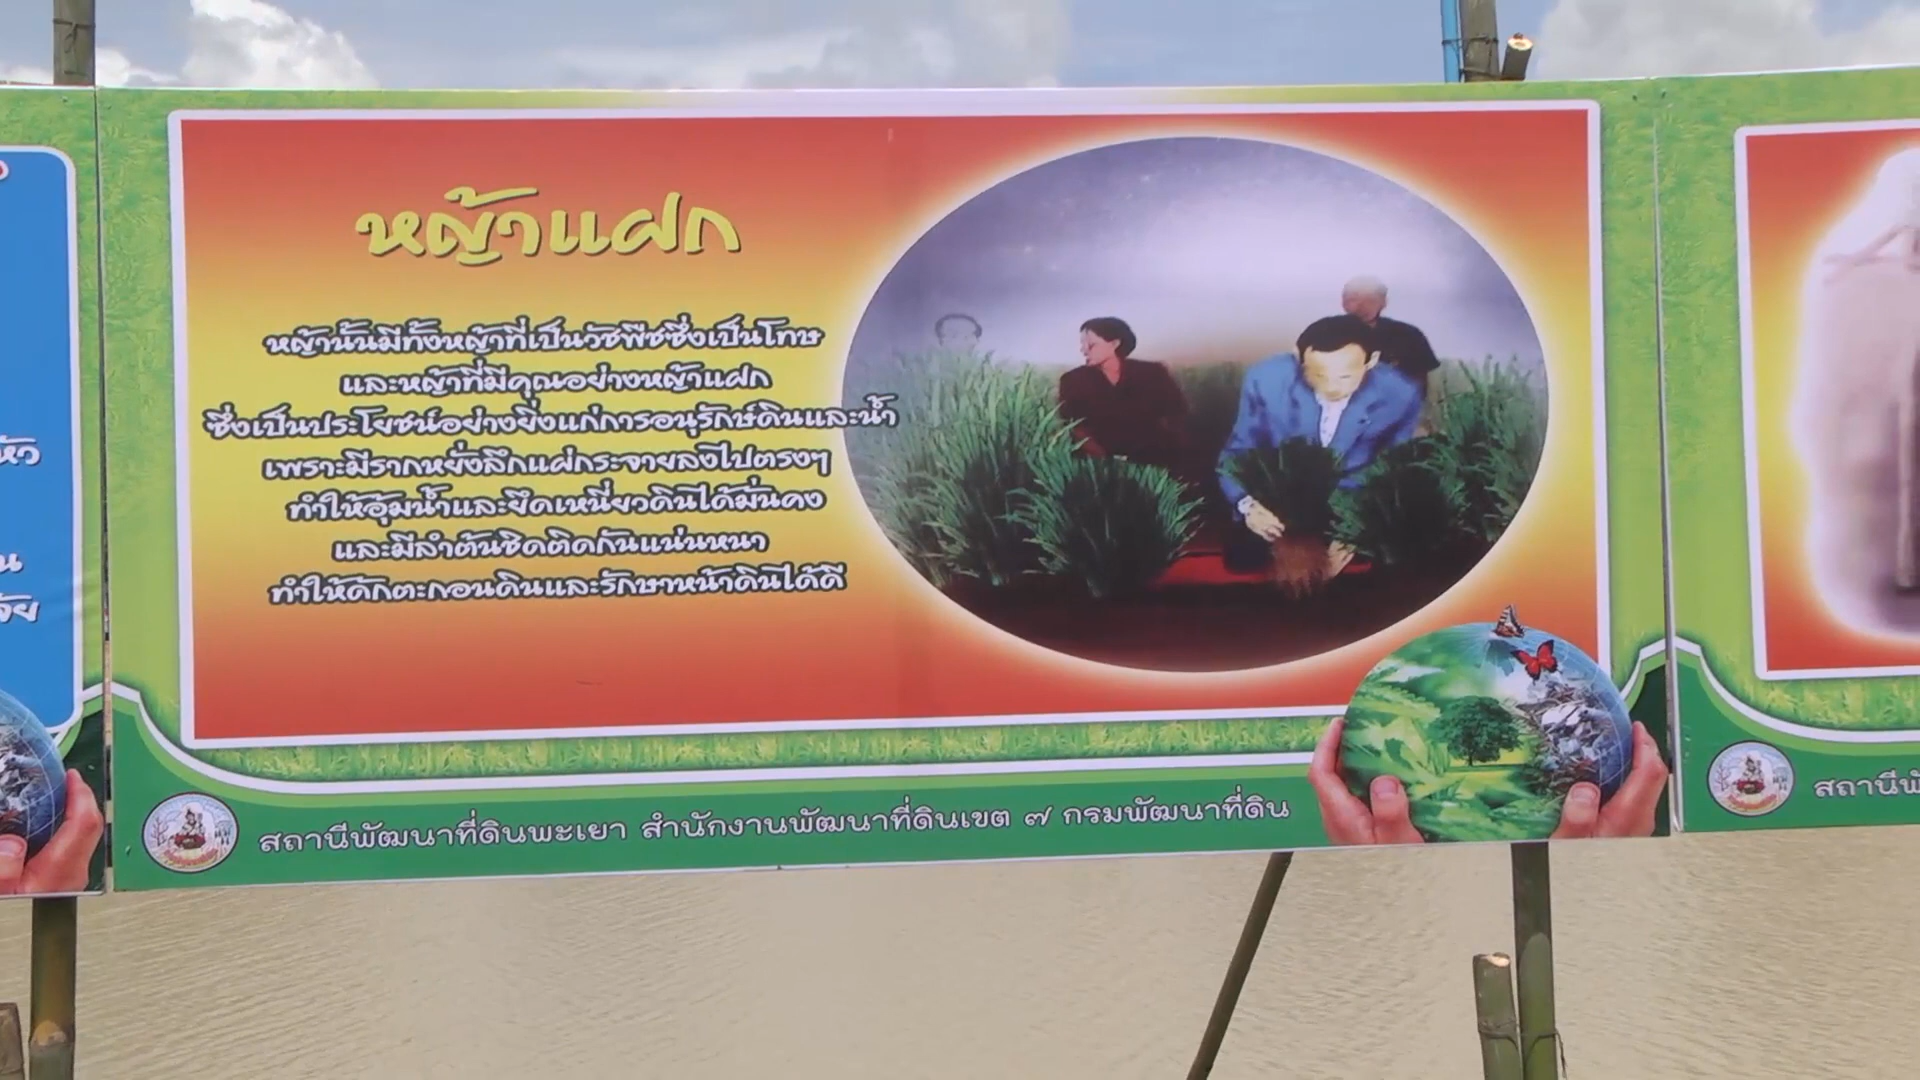 หญ้าแฝก
หญ้านั้นมีทั้งหญ้าที่เป็นวัชพืชซึ่งเป็นโทษ
และหญ้าที่มีคุณอย่างหญ้าแฝก
ซึ่งเป็นประโยชน์อย่างยิ่งแก่การอนุรักษ์ดินและน้ำ
เพราะมีรากหยั่งลึกแผ่กระจายลงไปตรงๆ
ทำให้อุ้มน้ำและยึดเหนี่ยวดินได้มั่นคง
และมีลำต้นชิดติดกันแน่นหนา
ทำให้ดักตะกอนดินและรักษาหน้าดินได้ดี
สถานีพัฒนาที่ดินพะเยา สำนักงานพัฒนาที่ดินเขต ๗ กรมพัฒนาที่ดิน